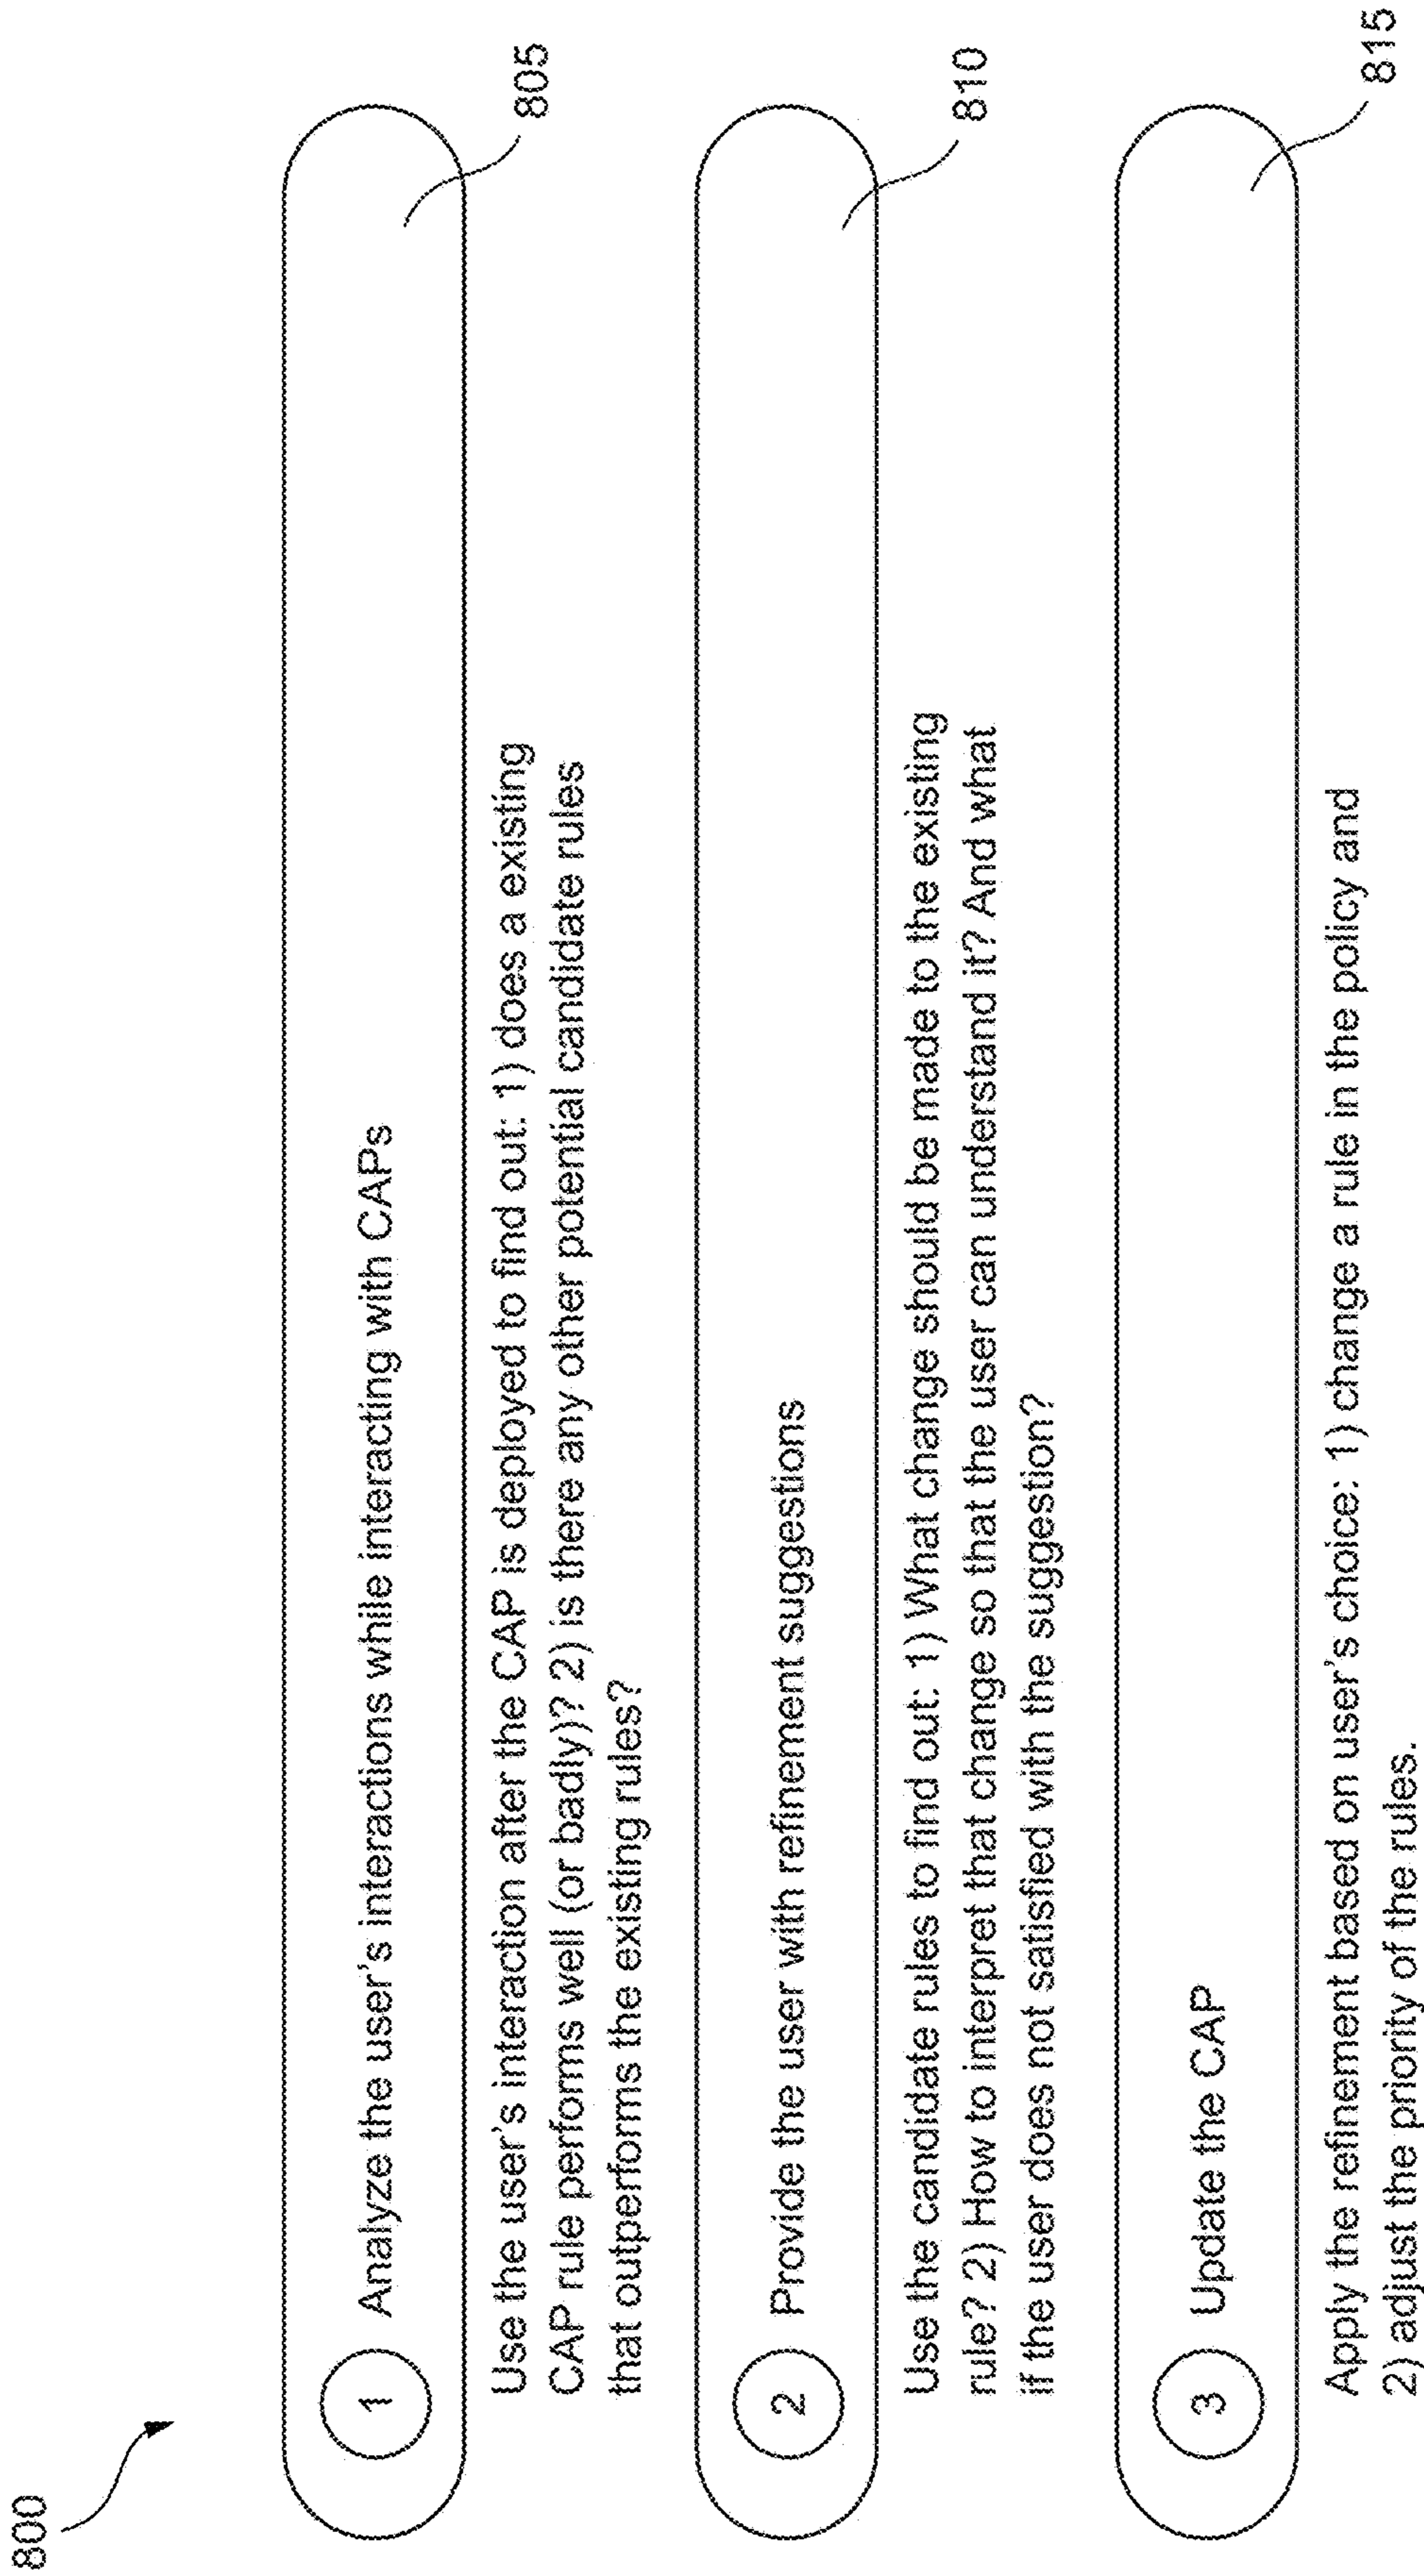 800
1 Analyze the user's interactions while interacting with CAPs
805
Use the user's interaction after the CAP is deployed to find out: 1) does a existing
CAP rule performs well (or badly)? 2) is there any other potential candidate rules
that outperforms the existing rules?
2 Provide the user with refinement suggestions
810
Use the candidate rules to find out: 1) What change should be made to the existing
rule? 2) How to interpret that change so that the user can understand it? And what
if the user does not satisfied with the suggestion?
3 Update the CAP
815
Apply the refinement based on user's choice: 1) change a rule in the policy and
2) adjust the priority of the rules.